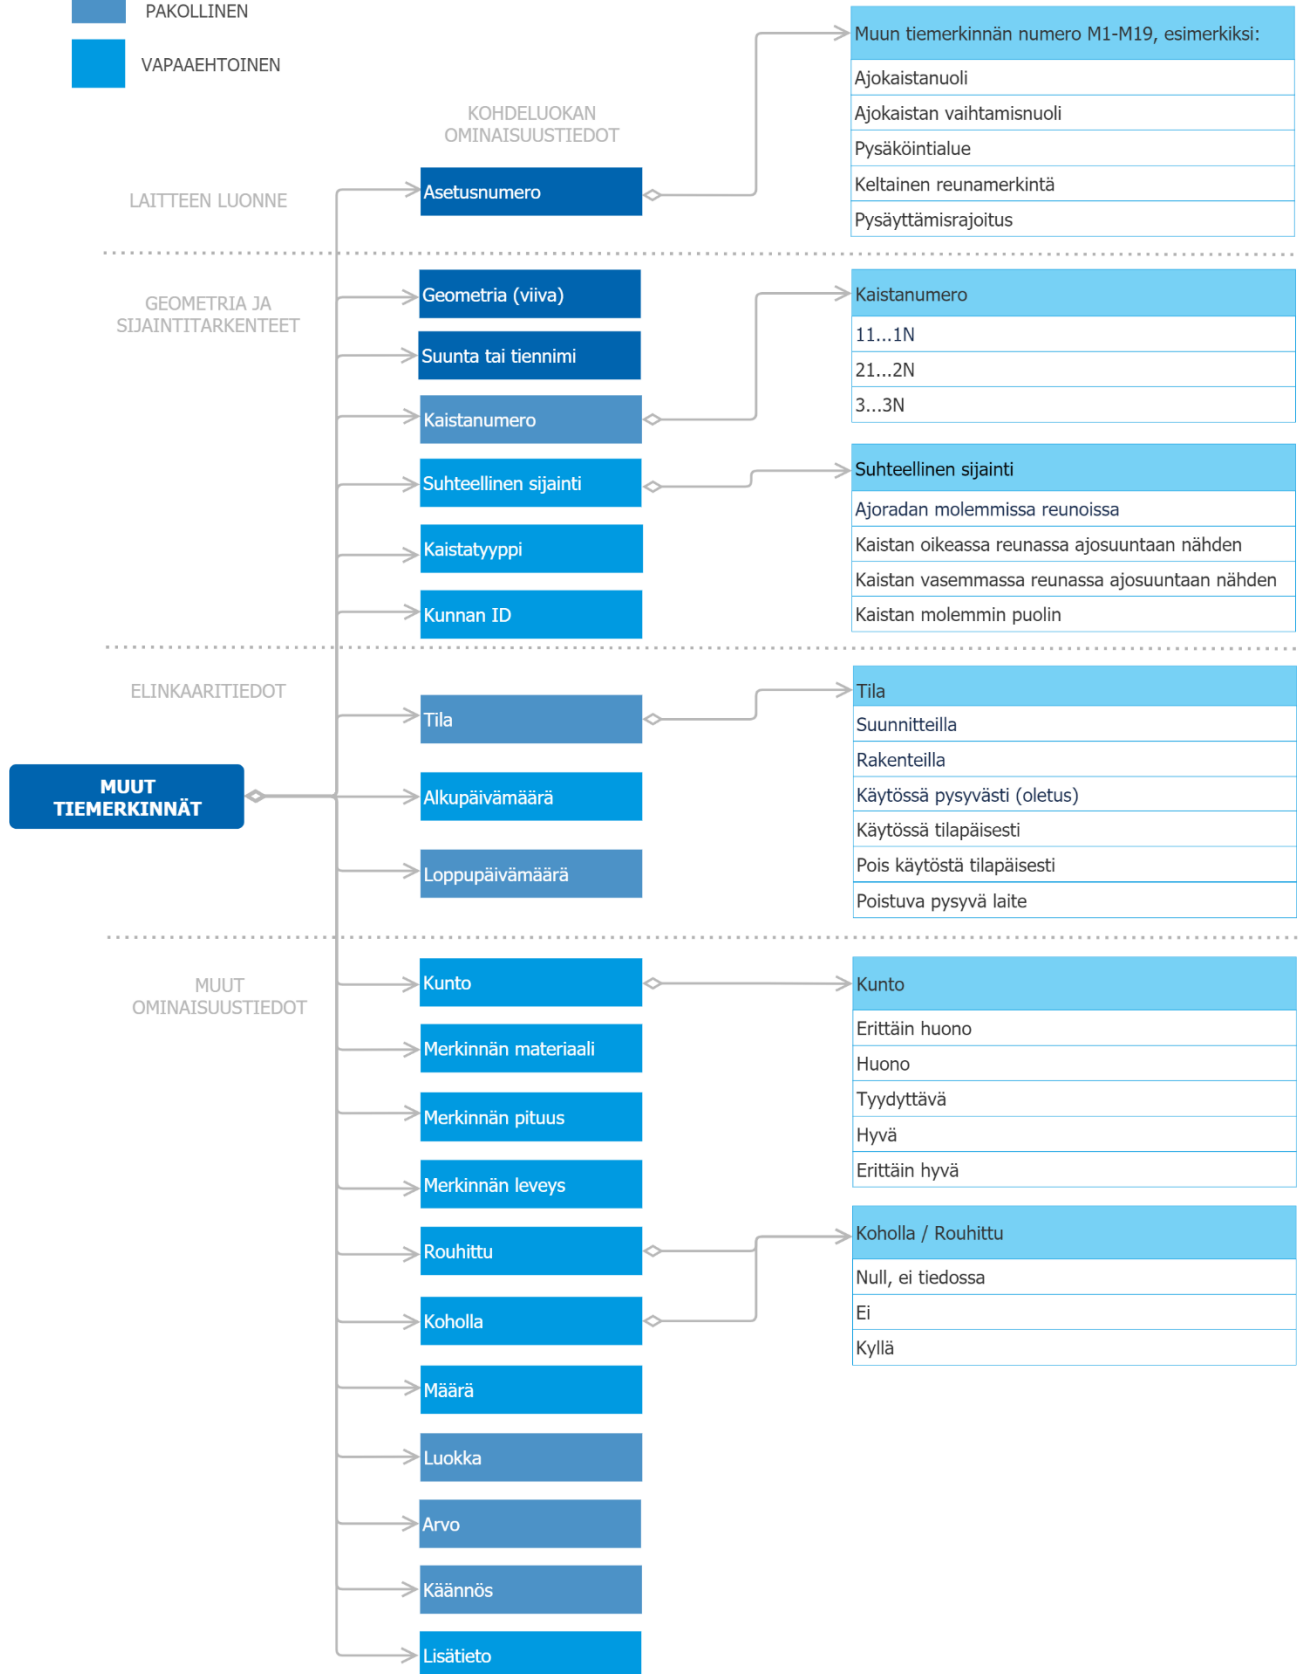 PAKOLLINEN
VAPAAEHTOINEN
KOHDELUOKAN
OMINAISUUSTIEDOT
LAITTEEN LUONNE
Asetusnumero
Muun tiemerkinnän numero M1-M19, esimerkiksi:
Ajokaistanuoli
Ajokaistan vaihtamisnuoli
Pysäköintialue
Keltainen reunamerkintä
Pysäyttämisrajoitus
GEOMETRIA JA
SIJAINTITARKENTEET
Geometria (viiva)
Suunta tai tiennimi
Kaistanumero
Suhteellinen sijainti
Kaistatyyppi
Kunnan ID
Kaistanumero
11...1N
21...2N
3...3N
Suhteellinen sijainti
Ajoradan molemmissa reunoissa
Kaistan oikeassa reunassa ajosuuntaan nähden
Kaistan vasemmassa reunassa ajosuuntaan nähden
Kaistan molemmin puolin
ELINKAARITIEDOT
MUUT
TIEMERKINNÄT
Tila
Alkupäivämäärä
Loppupäivämäärä
Tila
Suunnitteilla
Rakenteilla
Käytössä pysyvästi (oletus)
Käytössä tilapäisesti
Pois käytöstä tilapäisesti
Poistuva pysyvä laite
MUUT
OMINAISUUSTIEDOT
Kunto
Merkinnän materiaali
Merkinnän pituus
Merkinnän leveys
Rouhittu
Koholla
Määrä
Luokka
Arvo
Käännös
Lisätieto
Kunto
Erittäin huono
Huono
Tyydyttävä
Hyvä
Erittäin hyvä
Koholla / Rouhittu
Null, ei tiedossa
Ei
Kyllä